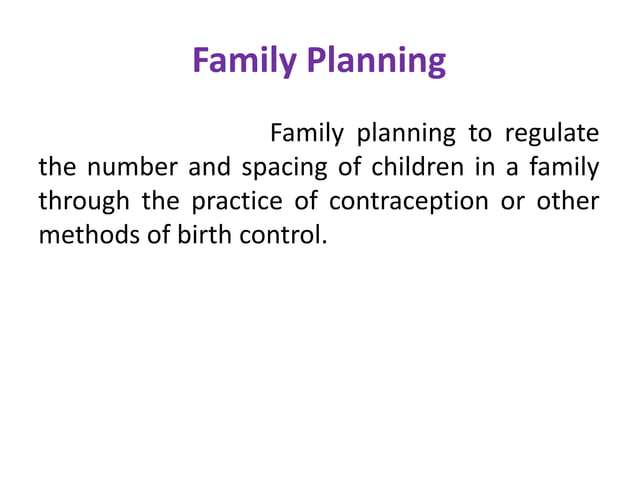 Family Planning
Family planning to regulate
the number and spacing of children in a family
through the practice of contraception or other
methods of birth control.